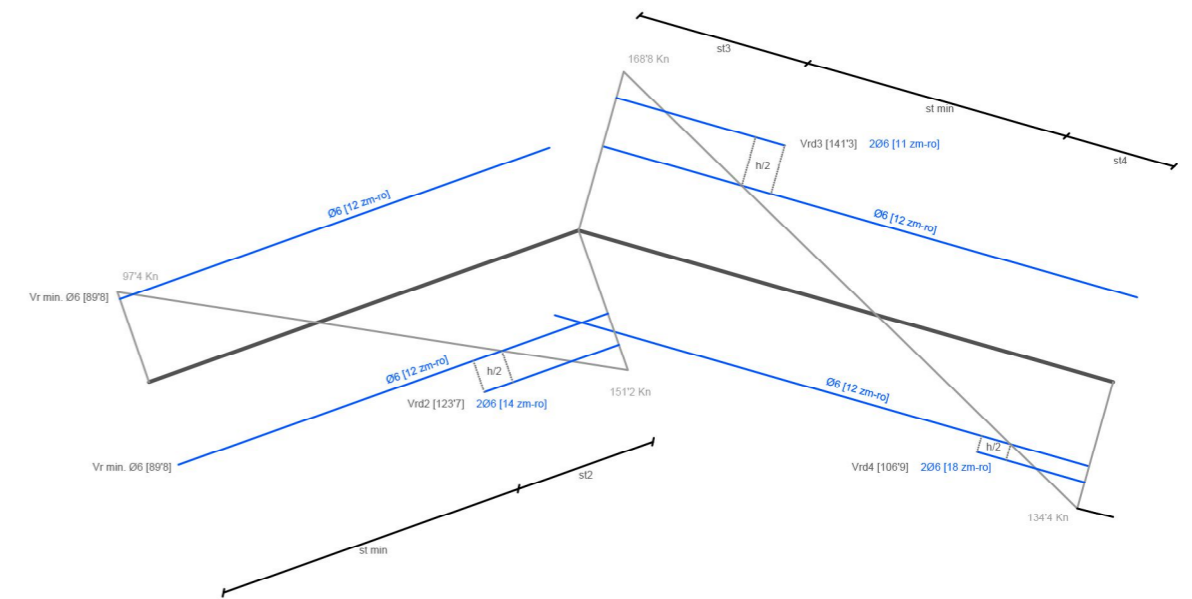 st3
168'8 Kn
st min
Vrd3 [141'3] 2Ø6 [11 zm-ro]
st4
h/2
Ø6 [12 zm-ro]
Ø6 [12 zm-ro]
97'4 Kn
Vr min. Ø6 [89'8]
Ø6 [12 zm-ro]
h/2
Ø6 [12 zm-ro]
151'2 Kn
Vrd2 [123'7] 2Ø6 [14 zm-ro]
h/2
Vr min. Ø6 [89'8]
Vrd4 [106'9] 2Ø6 [18 zm-ro]
st2
134'4 Kn
st min